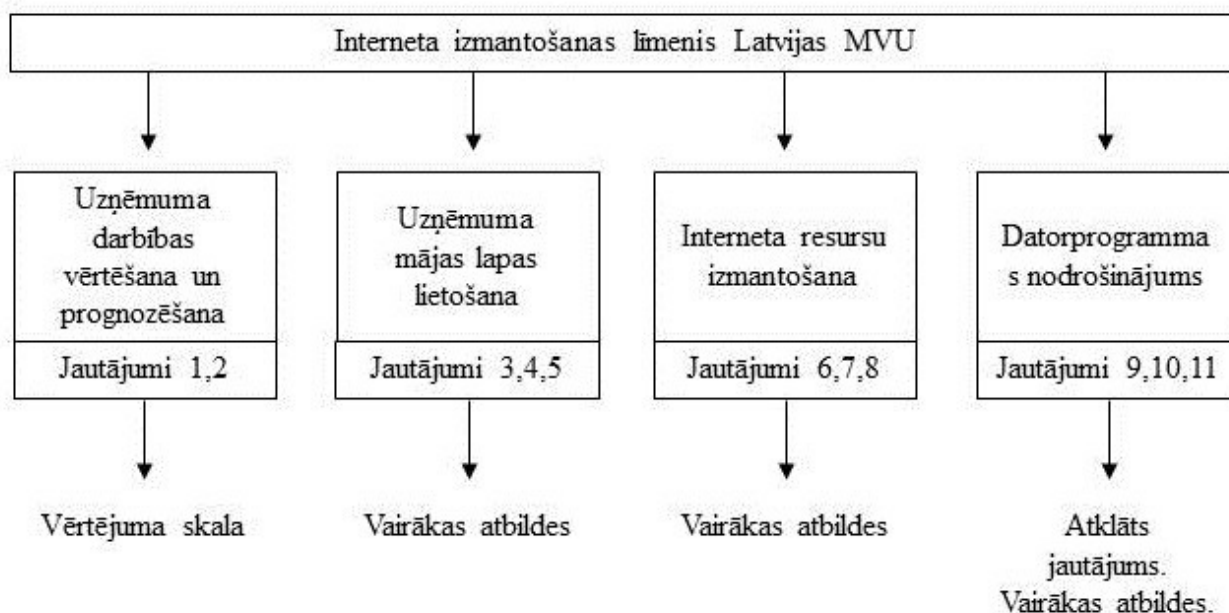 Interneta izmantošanas līmenis Latvijas MVU
Uzņēmuma
darbības
vērtēšana un
prognozēšana
Jautājumi 1,2
Vērtējuma skala
Uzņēmuma
mājas lapas
lietošana
Jautājumi 3,4,5
Vairākas atbildes
Interneta resursu
izmantošana
Jautājumi 6,7,8
Vairākas atbildes
Datorprogramma
s nodrošinājums
Jautājumi 9,10,11
Atklāts
jautājums.
Vairākas atbildes.